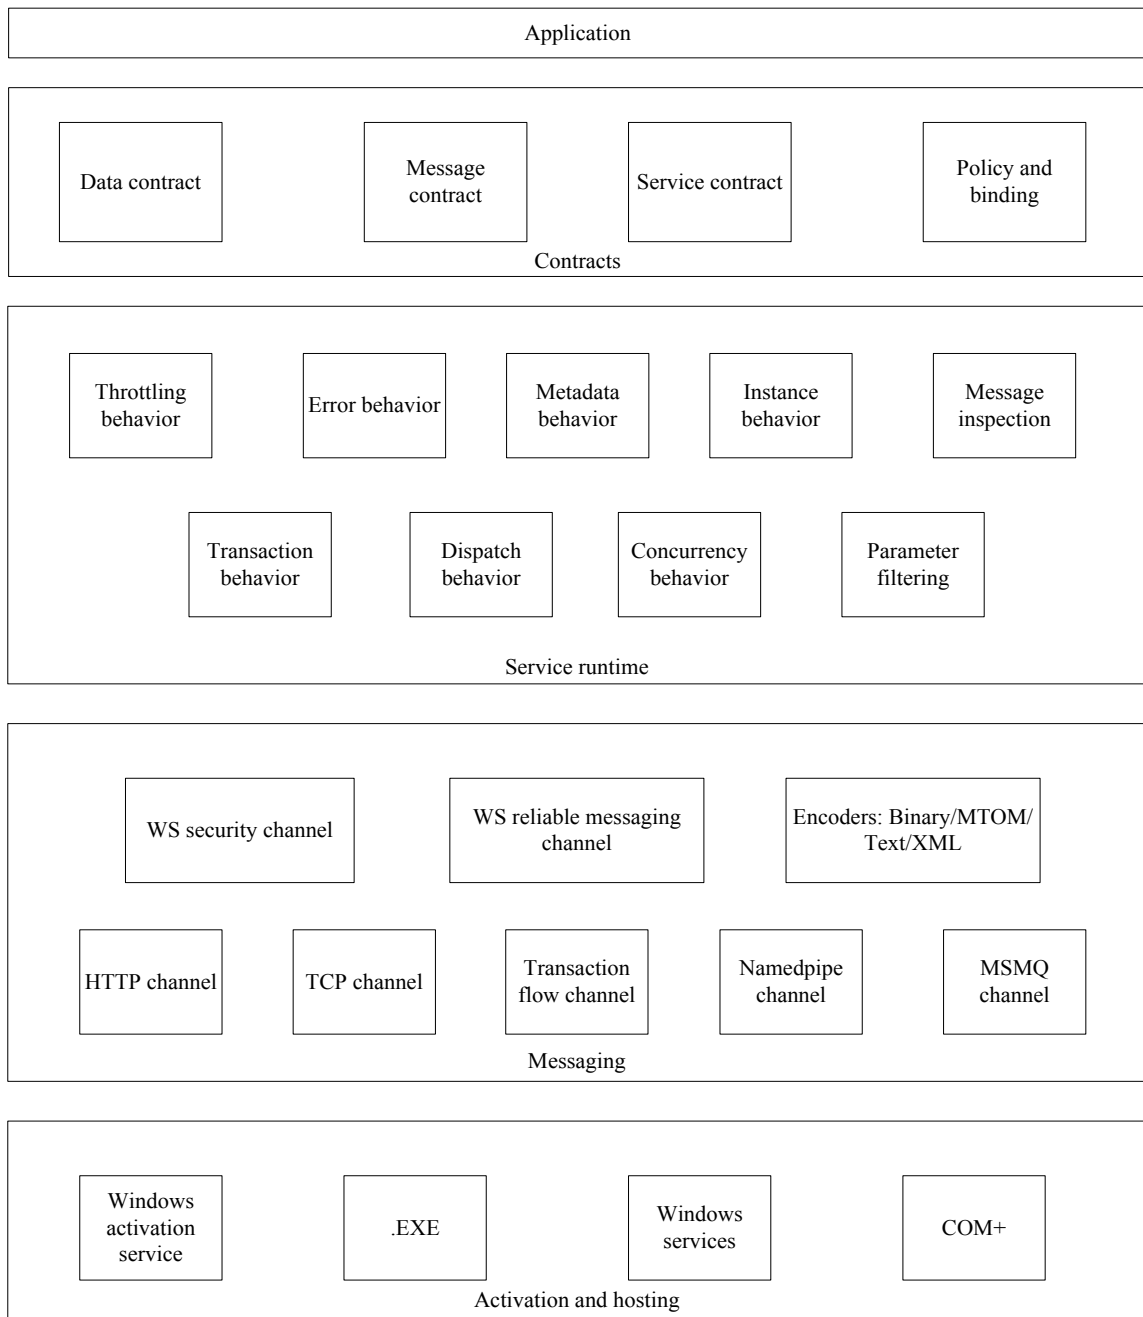 Application
Data contract
Message
contract
Service contract
Policy and
binding
Contracts
Throttling
behavior
Error behavior
Metadata
behavior
Instance
behavior
Message
inspection
Transaction
behavior
Dispatch
behavior
Concurrency
behavior
Parameter
filtering
Service runtime
WS security channel
WS reliable messaging
channel
Encoders: Binary/MTOM/
Text/XML
HTTP channel
TCP channel
Transaction
flow channel
Namedpipe
channel
MSMQ
channel
Messaging
Windows
activation
service
.EXE
Windows
services
COM+
Activation and hosting